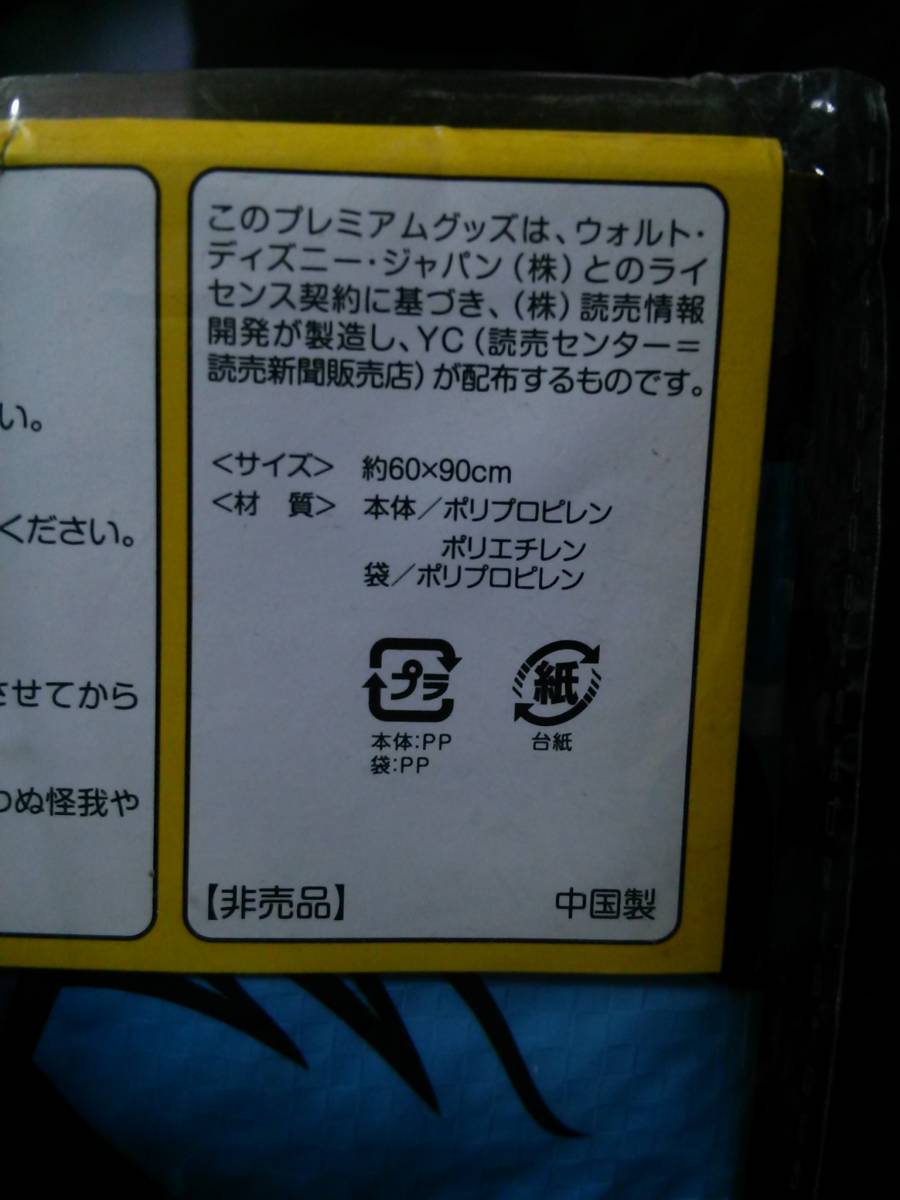 い。
ください。
させてから
わぬ怪我や
このプレミアムグッズは、ウォルト・
ディズニー・ジャパン(株)とのライ
センス契約に基づき、(株)読売情報
開発が製造し、YC(読売センター＝
読売新聞販売店)が配布するものです。
＜サイズ＞ 約60×90cm
＜材 質＞ 本体／ポリプロピレン
ポリエチレン
袋／ポリプロピレン
プラ
本体:PP
袋:PP
紙
台紙
【非売品】
中国製